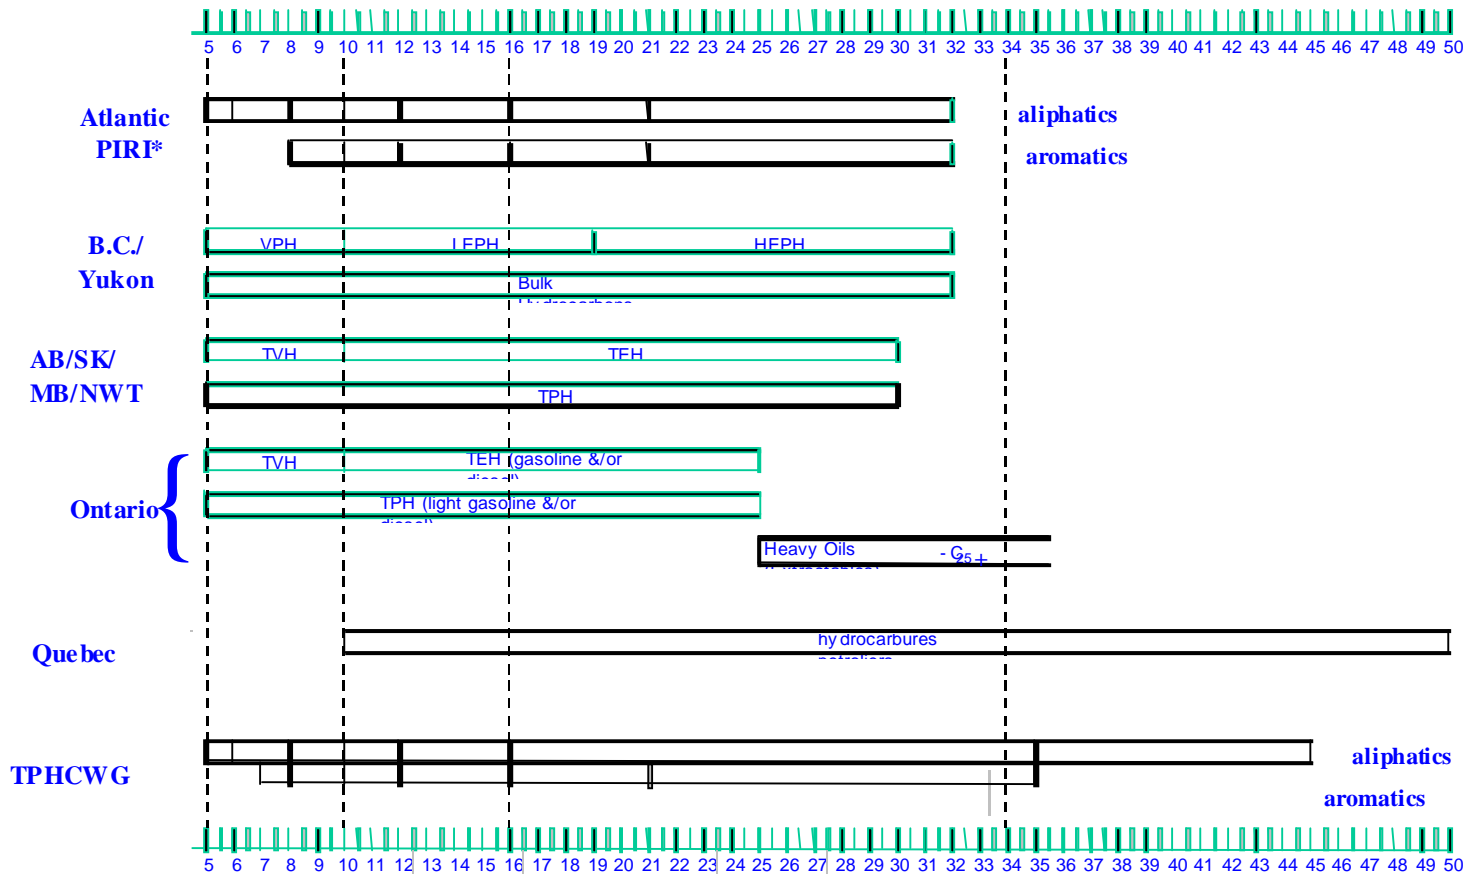 5 6 7 8 9 10 11 12 13 14 15 16 17 18 19 20 21 22 23 24 25 26 27 28 29 30 31 32 33 34 35 36 37 38 39 40 41 42 43 44 45 46 47 48 49 50
Atlantic
PIRI*
aliphatics
aromatics
B.C./
Yukon
VPH LEPH HEPH
Bulk
Hydrocarbons
AB/SK/
MB/NWT
TVH TEH
TPH
Ontario
TVH TEH (gasoline &/or
diesel)
TPH (light gasoline &/or
diesel)
Heavy Oils - C25+
Quebec
hydrocarbures
TPHCWG
aliphatics
aromatics
5 6 7 8 9 10 11 12 13 14 15 16 17 18 19 20 21 22 23 24 25 26 27 28 29 30 31 32 33 34 35 36 37 38 39 40 41 42 43 44 45 46 47 48 49 50